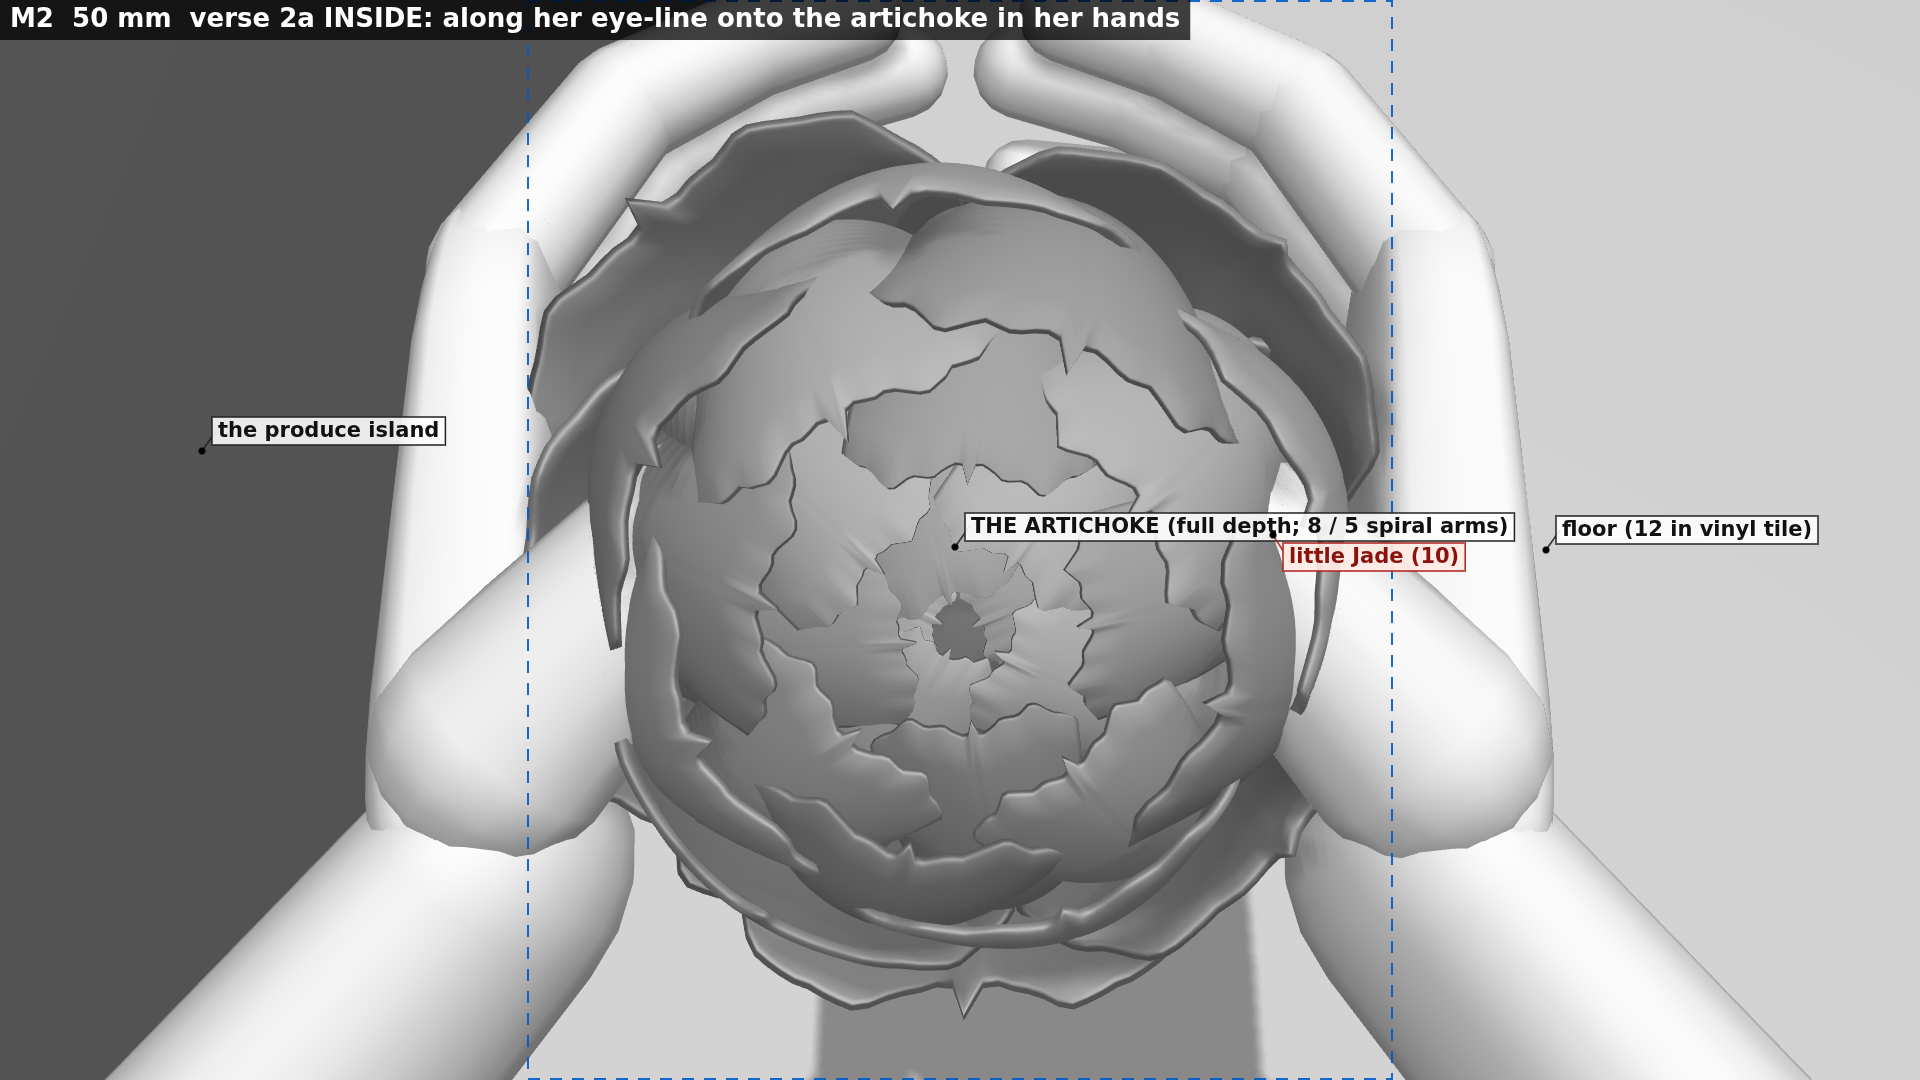 M2  50 mm  verse 2a INSIDE: along her eye-line onto the artichoke in her hands
the produce island
THE ARTICHOKE (full depth; 8 / 5 spiral arms)
floor (12 in vinyl tile)
little Jade (10)